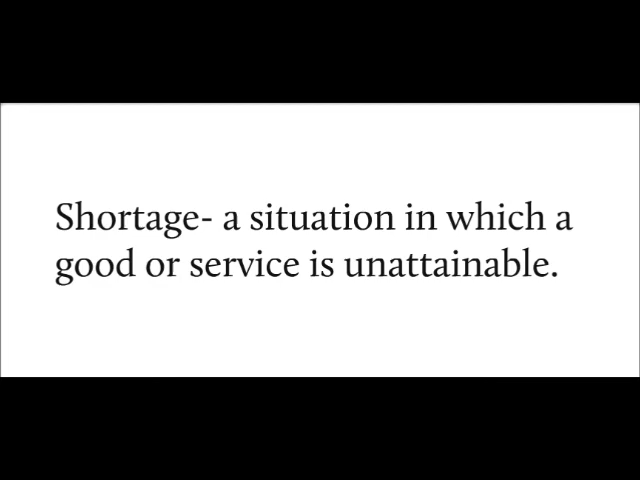 Shortage- a situation in which a
good or service is unattainable.